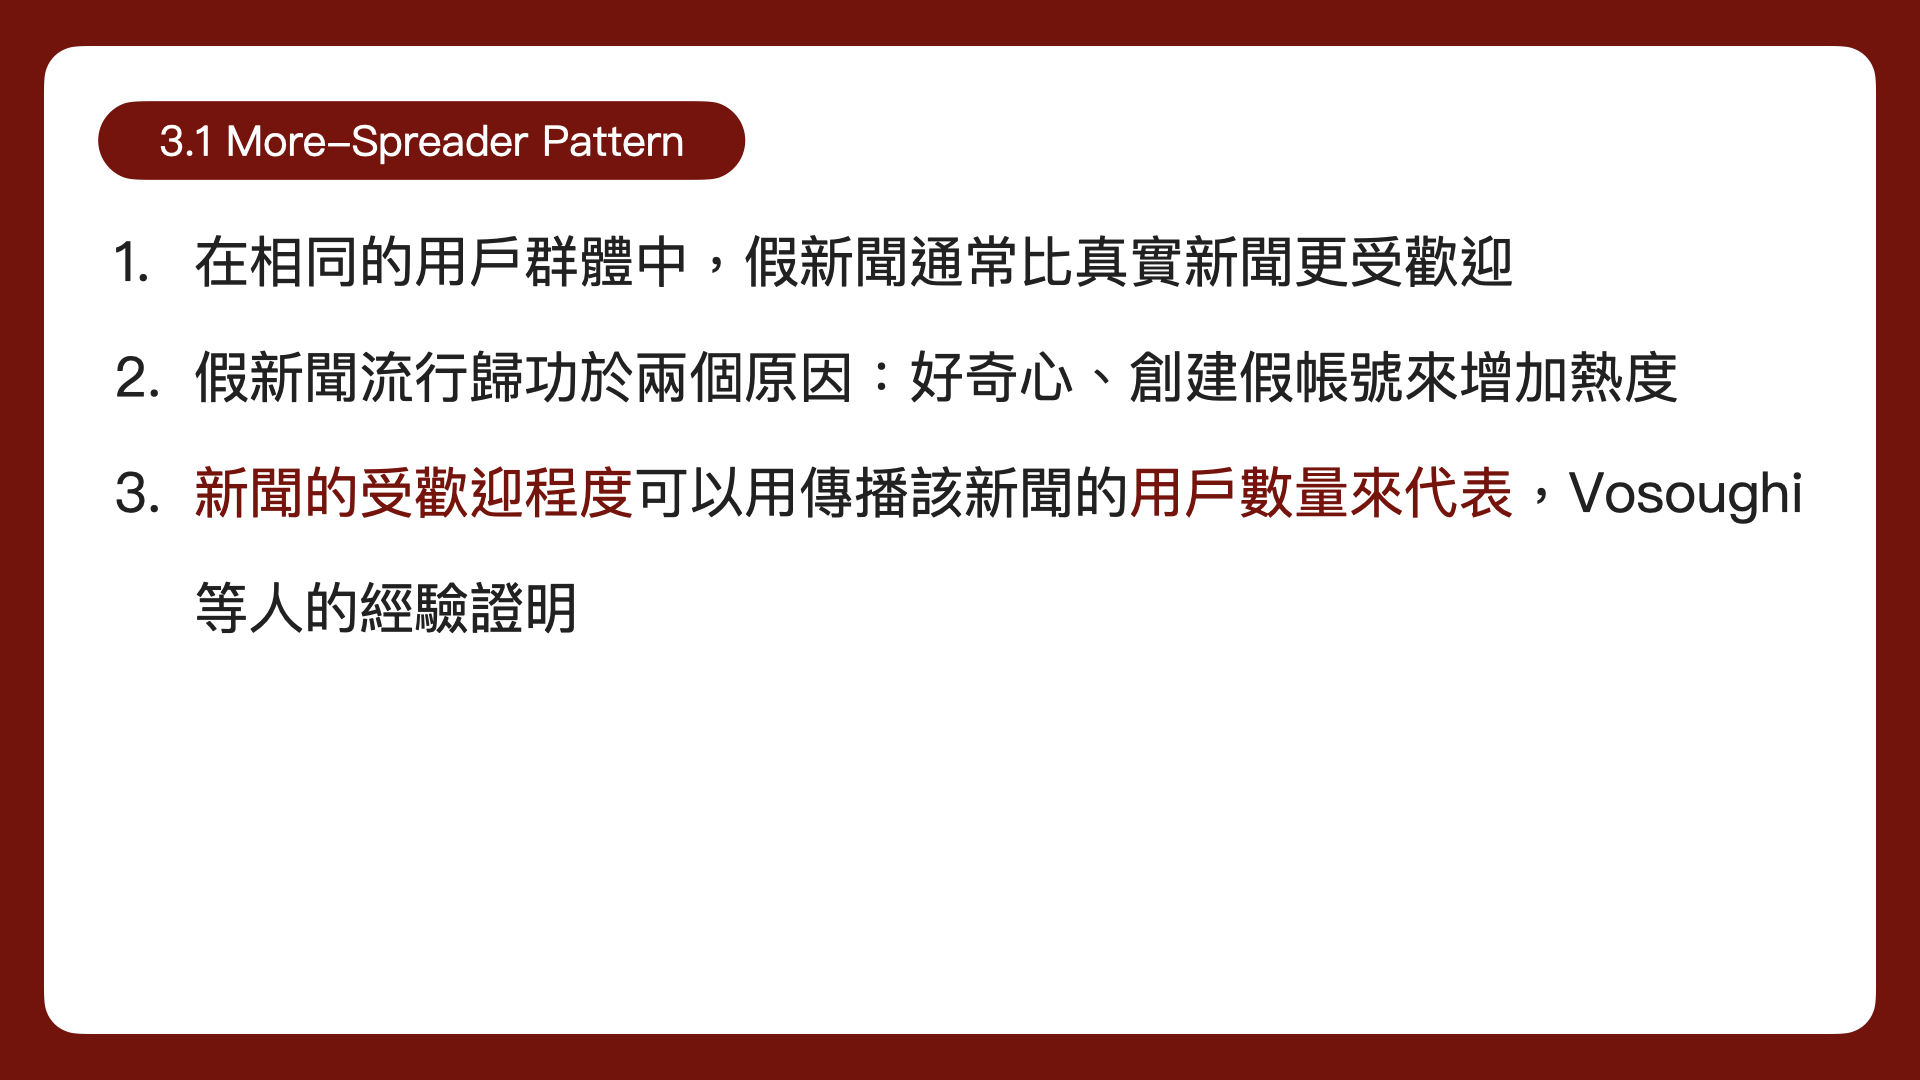 3.1 More-Spreader Pattern
1. 在相同的用戶群體中，假新聞通常比真實新聞更受歡迎
2. 假新聞流行歸功於兩個原因：好奇心、創建假帳號來增加熱度
3. 新聞的受歡迎程度可以用傳播該新聞的用戶數量來代表，Vosoughi
等人的經驗證明